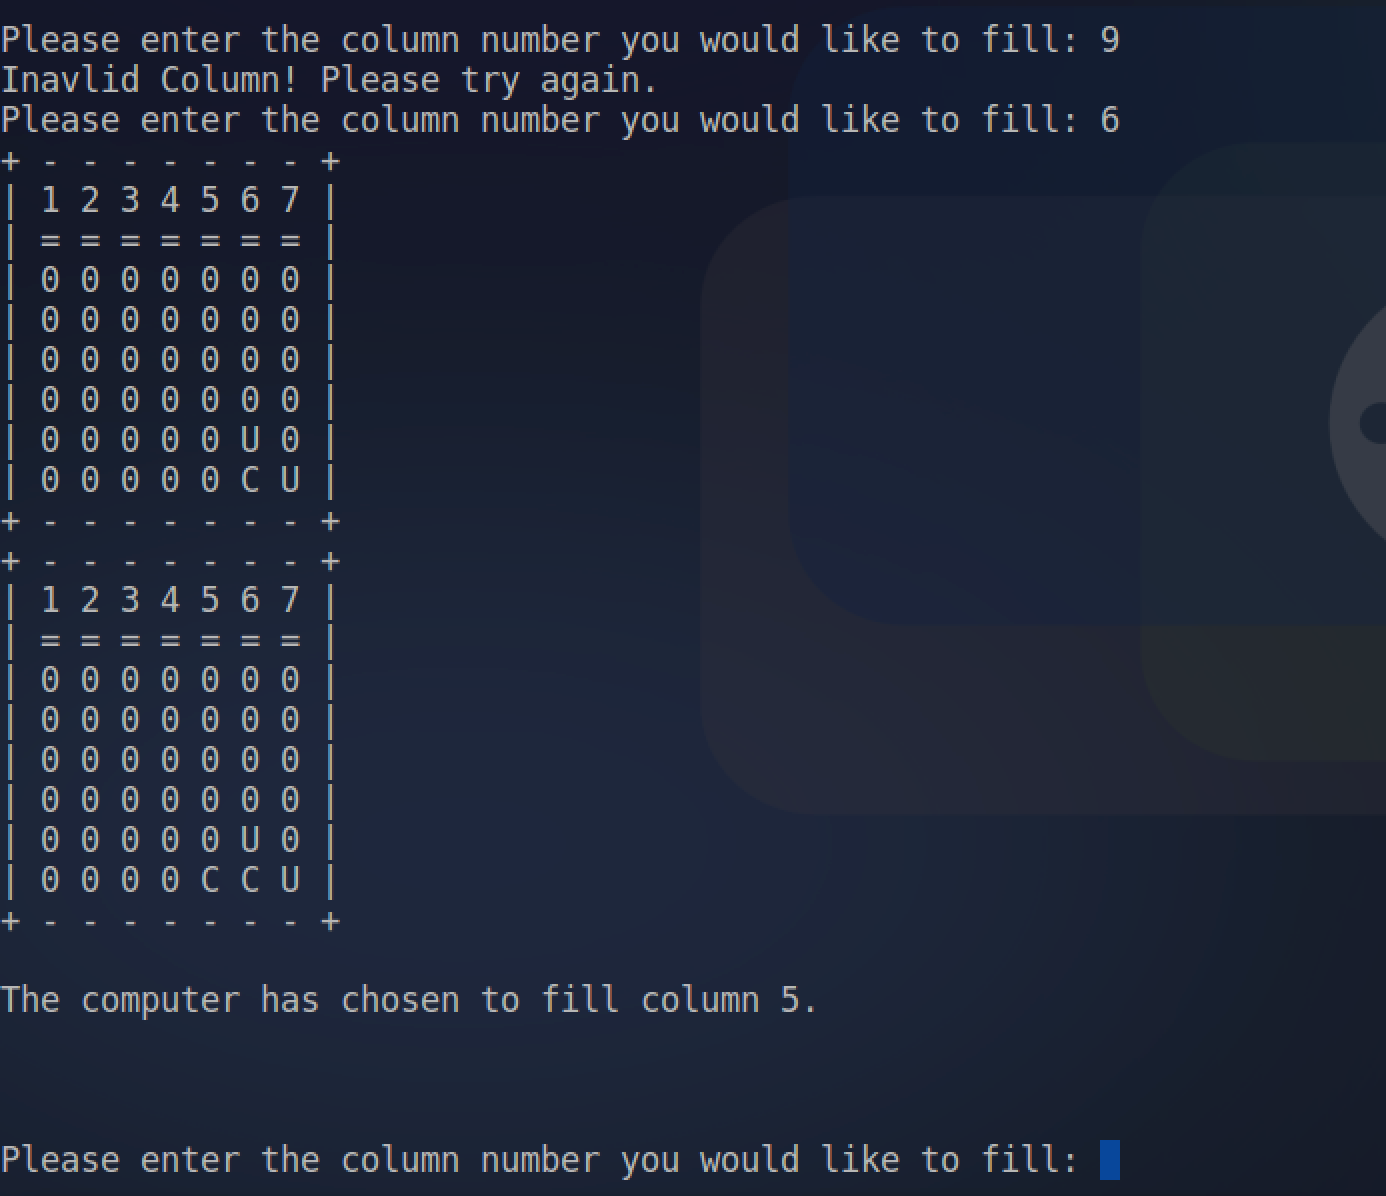 Please enter the column number you would like to fill: 9
Inavlid Column! Please try again.
Please enter the column number you would like to fill: 6
+ - - - - - - - +
| 1 2 3 4 5 6 7 |
| = = = = = = = |
| 0 0 0 0 0 0 0 |
| 0 0 0 0 0 0 0 |
| 0 0 0 0 0 0 0 |
| 0 0 0 0 0 0 0 |
| 0 0 0 0 0 U 0 |
| 0 0 0 0 0 C U |
+ - - - - - - - +
+ - - - - - - - +
| 1 2 3 4 5 6 7 |
| = = = = = = = |
| 0 0 0 0 0 0 0 |
| 0 0 0 0 0 0 0 |
| 0 0 0 0 0 0 0 |
| 0 0 0 0 0 0 0 |
| 0 0 0 0 0 U 0 |
| 0 0 0 0 C C U |
+ - - - - - - - +
The computer has chosen to fill column 5.
Please enter the column number you would like to fill: